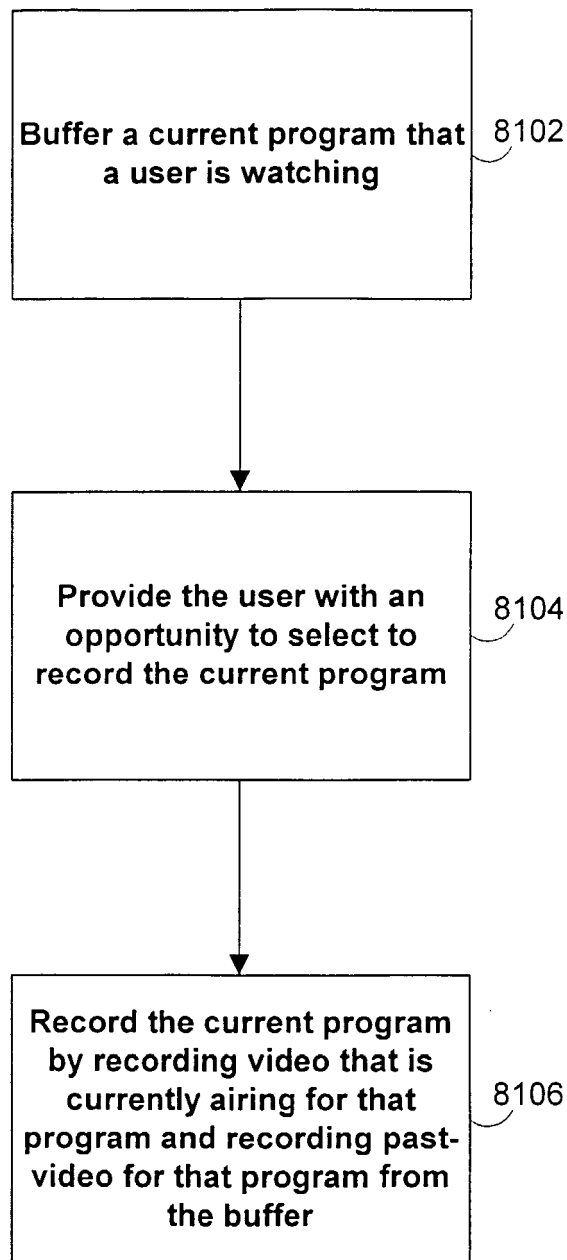 Buffer a current program that
a user is watching
8102
Provide the user with an
opportunity to select to
record the current program
8104
Record the current program
by recording video that is
currently airing for that
program and recording past-
video for that program from
the buffer
8106